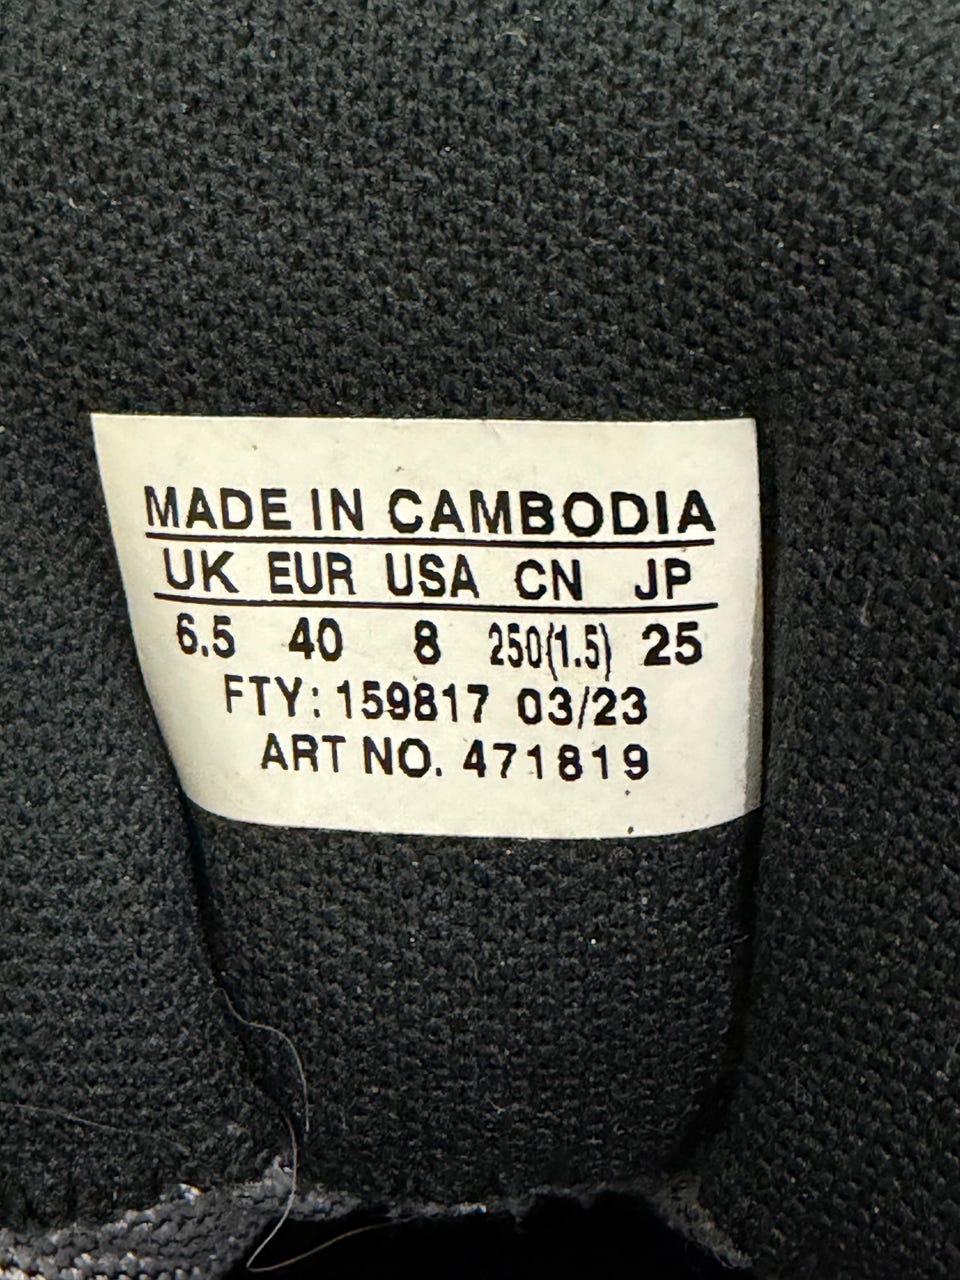 MADE IN CAMBODIA
UK EUR USA CN JP
6.5 40 8 250(1.5) 25
FTY: 159817 03/23
ART NO. 471819